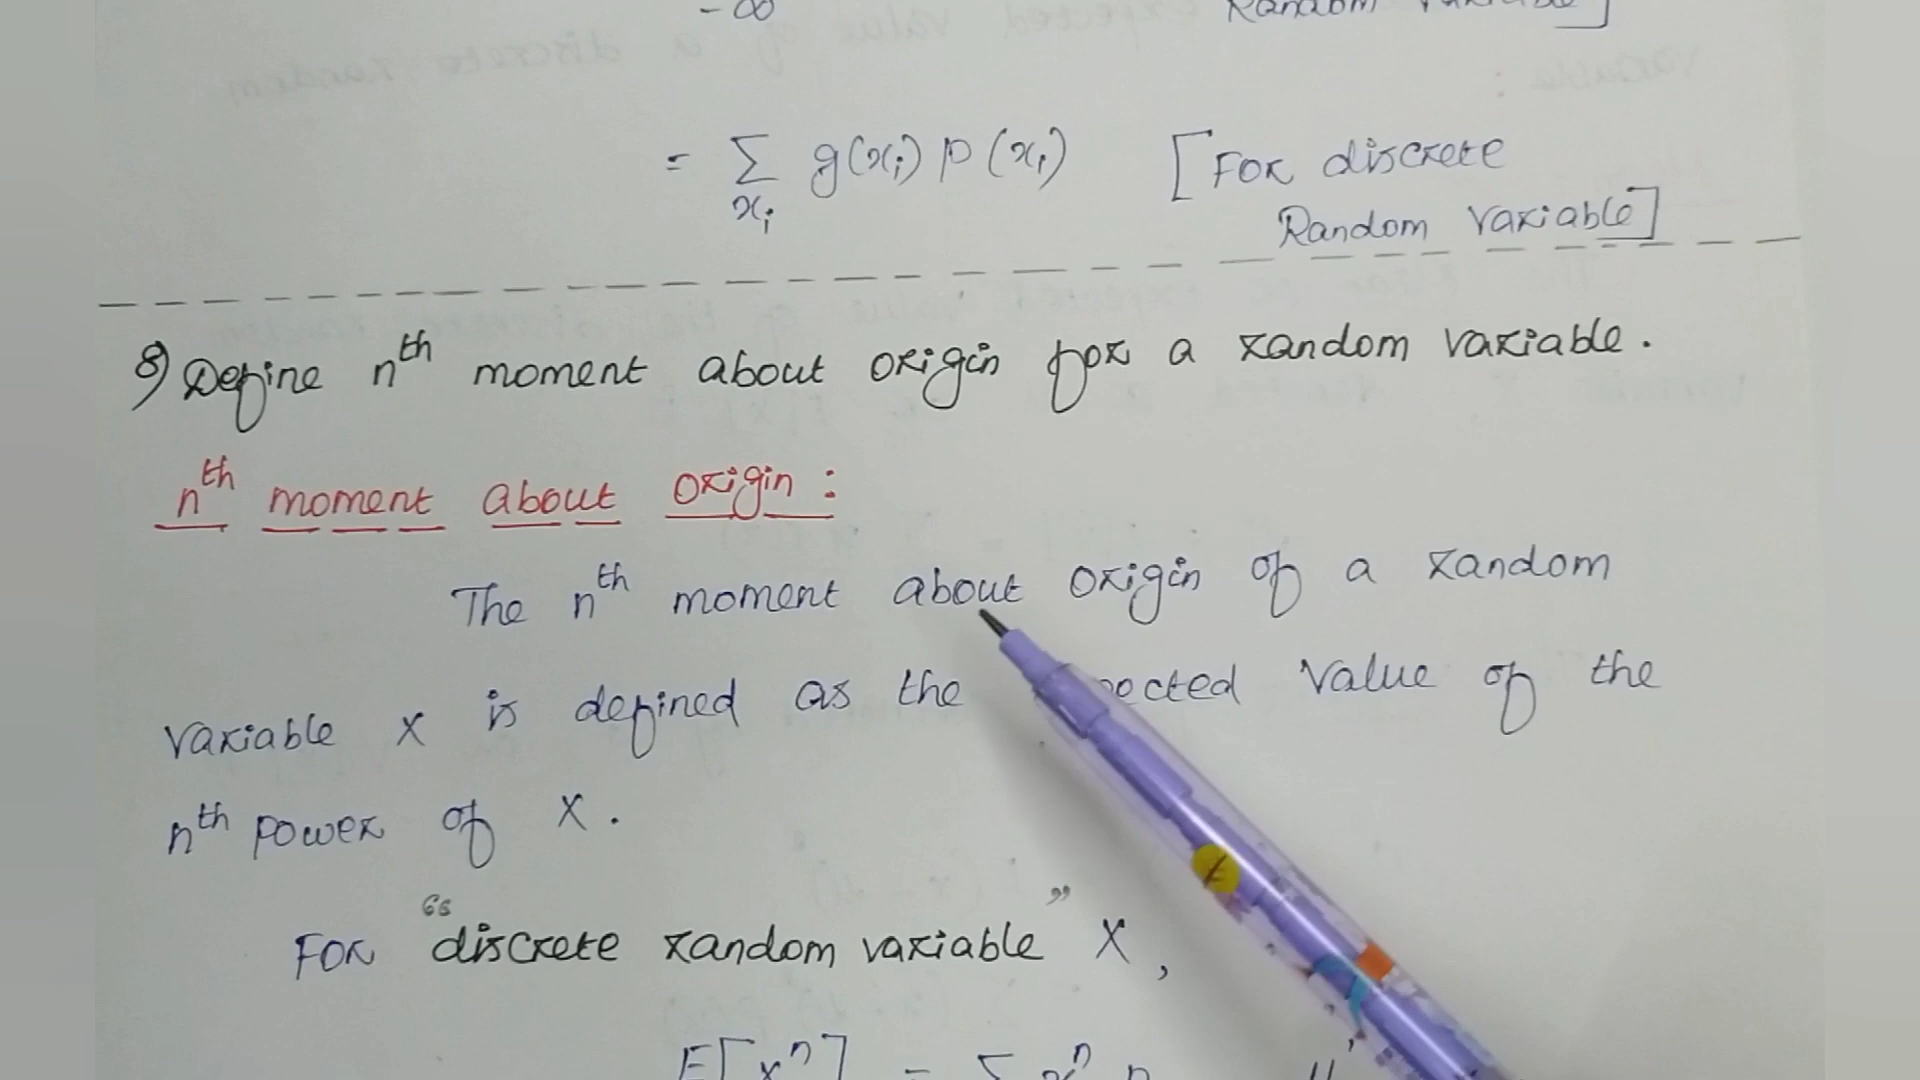 -∞
= Σ g(xᵢ) p(xᵢ) [For discrete
xᵢ
Random variable]
8) Define nth moment about origin for a random variable.
nth moment about origin :
The nth moment about origin of a random
variable X is defined as the value of the
nth power of X.
For “discrete random variable” X,
E[xⁿ] =